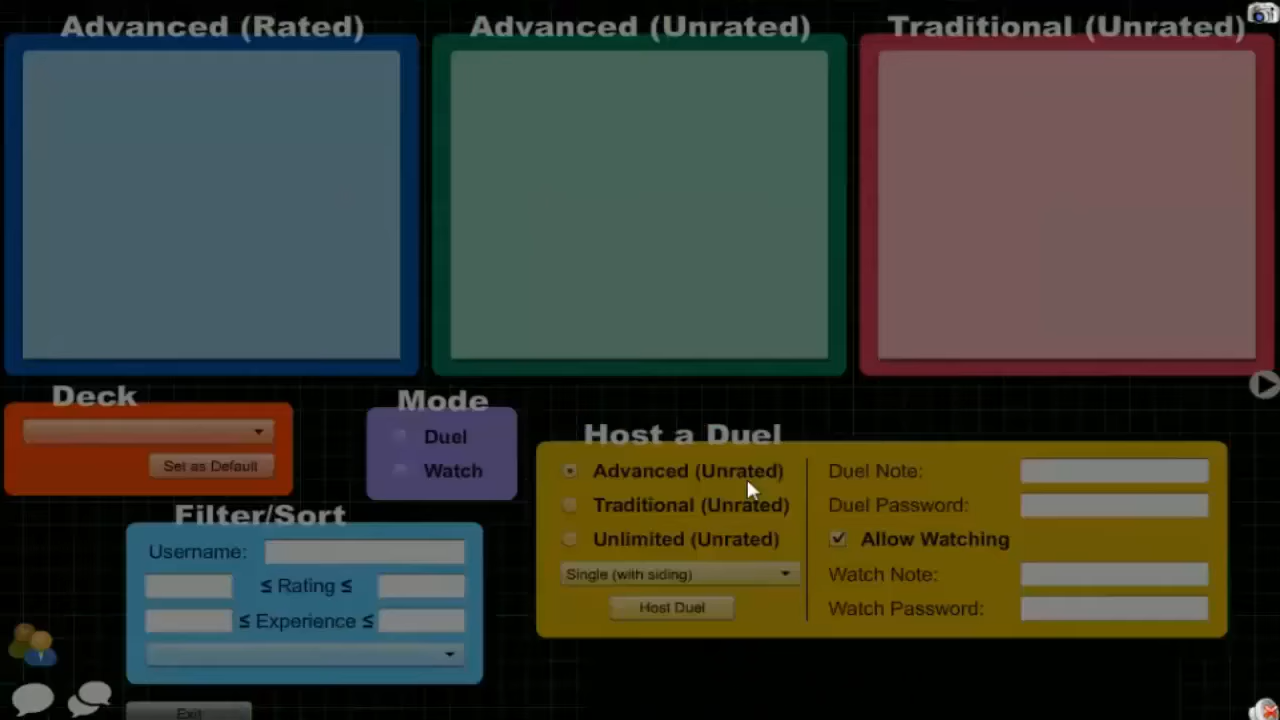 Advanced (Rated)
Advanced (Unrated)
Traditional (Unrated)
Deck
Set as Default
Mode
Duel
Watch
Host a Duel
Advanced (Unrated)
Traditional (Unrated)
Unlimited (Unrated)
Single (with siding)
Host Duel
Duel Note:
Duel Password:
Allow Watching
Watch Note:
Watch Password:
Filter/Sort
Username:
≤ Rating ≤
≤ Experience ≤
Exit